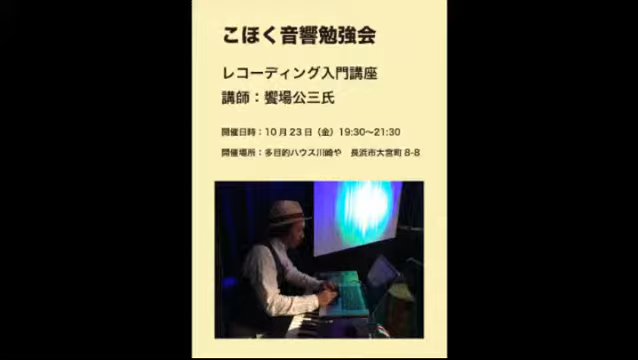 こほく音響勉強会
レコーディング入門講座
講師：饗場公三氏
開催日時：10月23日（金）19:30〜21:30
開催場所：多目的ハウス川崎や　長浜市大宮町8-8